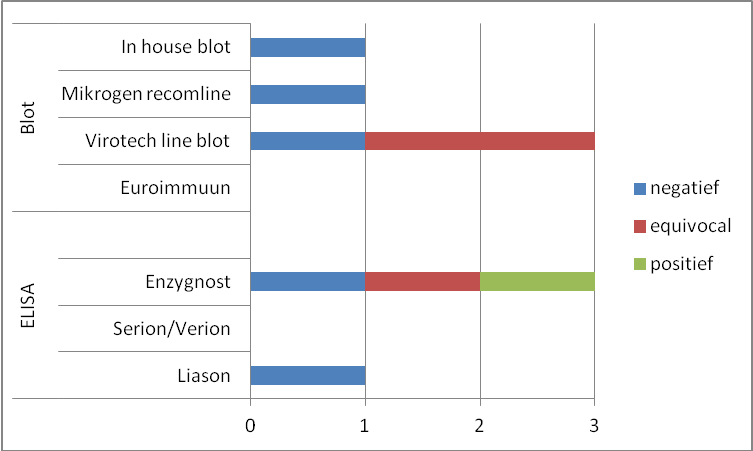 Blot
In house blot
Mikrogen recomline
Virotech line blot
Euroimmuun
ELISA
Enzygnost
Serion/Verion
Liason
0 1 2 3
negatief
equivocal
positief